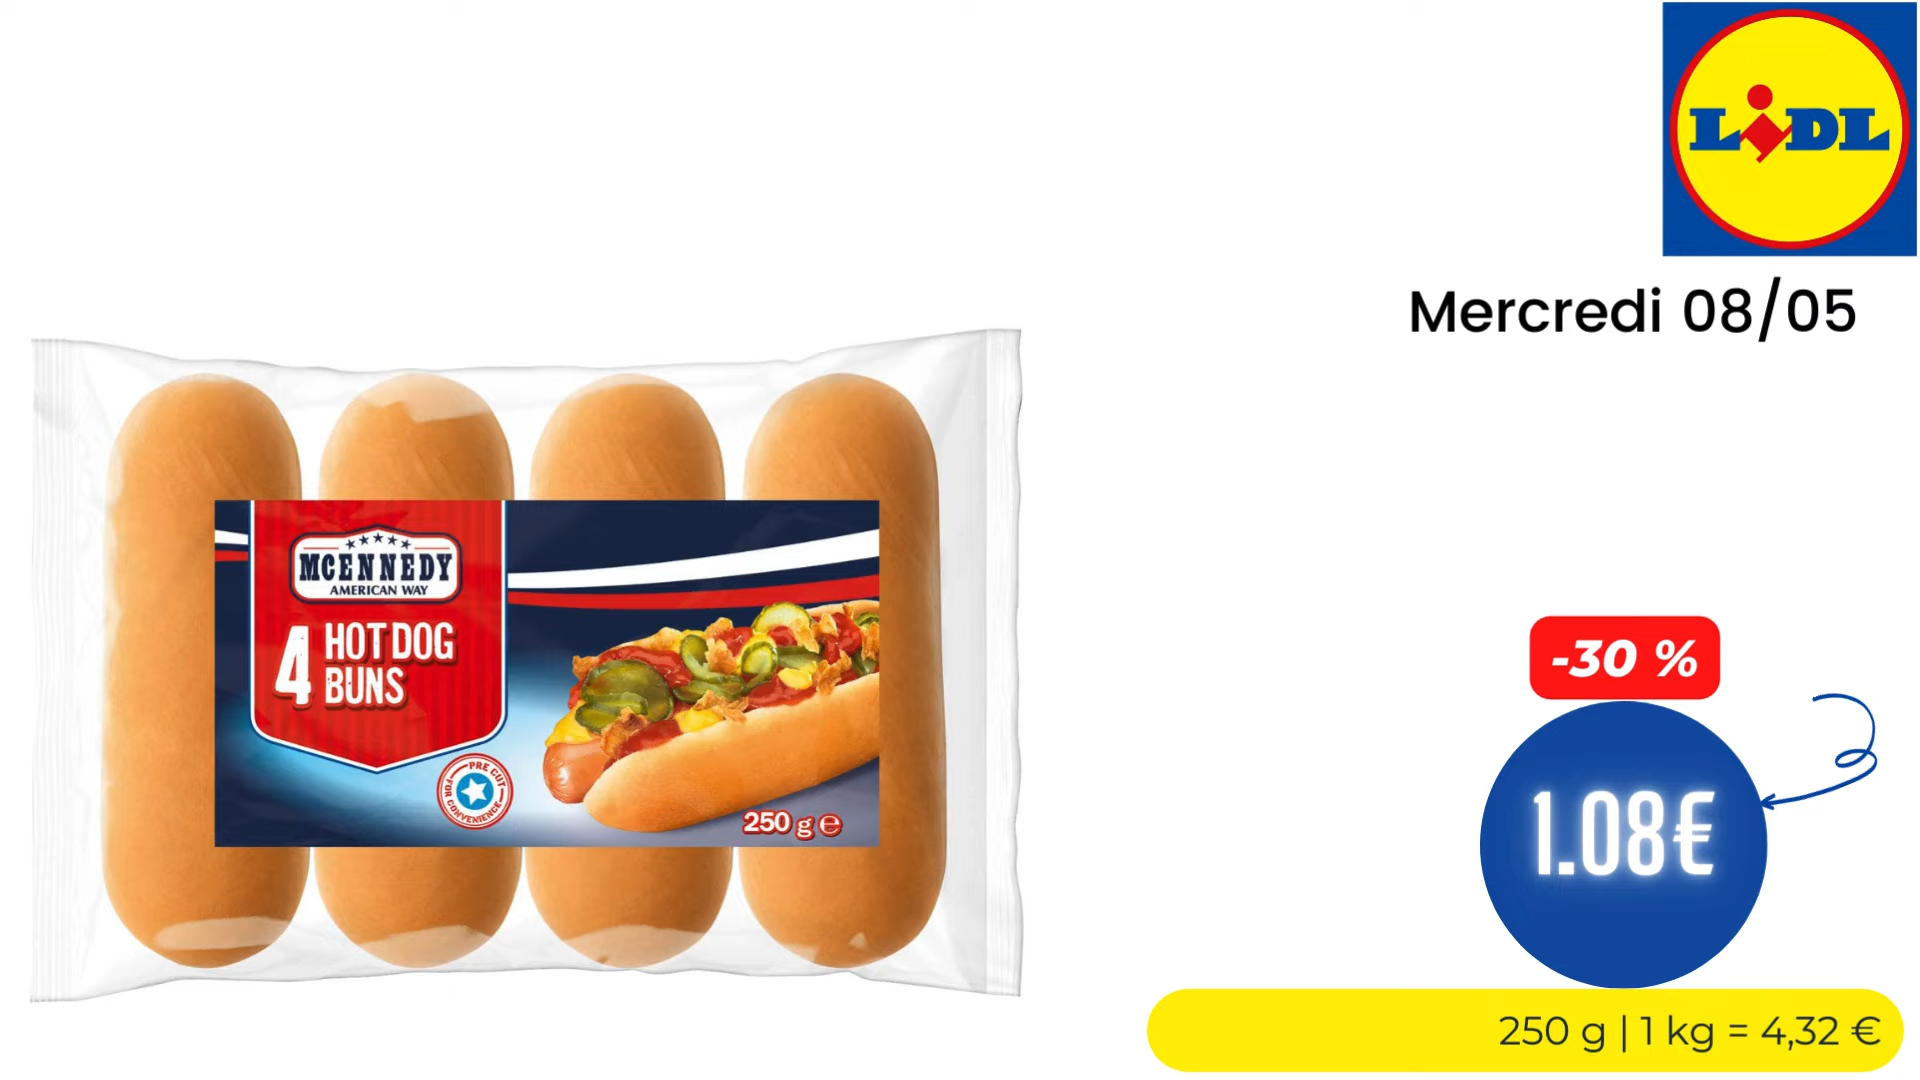 LIDL
Mercredi 08/05
MCENNEDY
AMERICAN WAY
4 HOT DOG
BUNS
PRE CUT
FOR CONVENIENCE
250 g e
-30 %
1.08€
250 g | 1 kg = 4,32 €